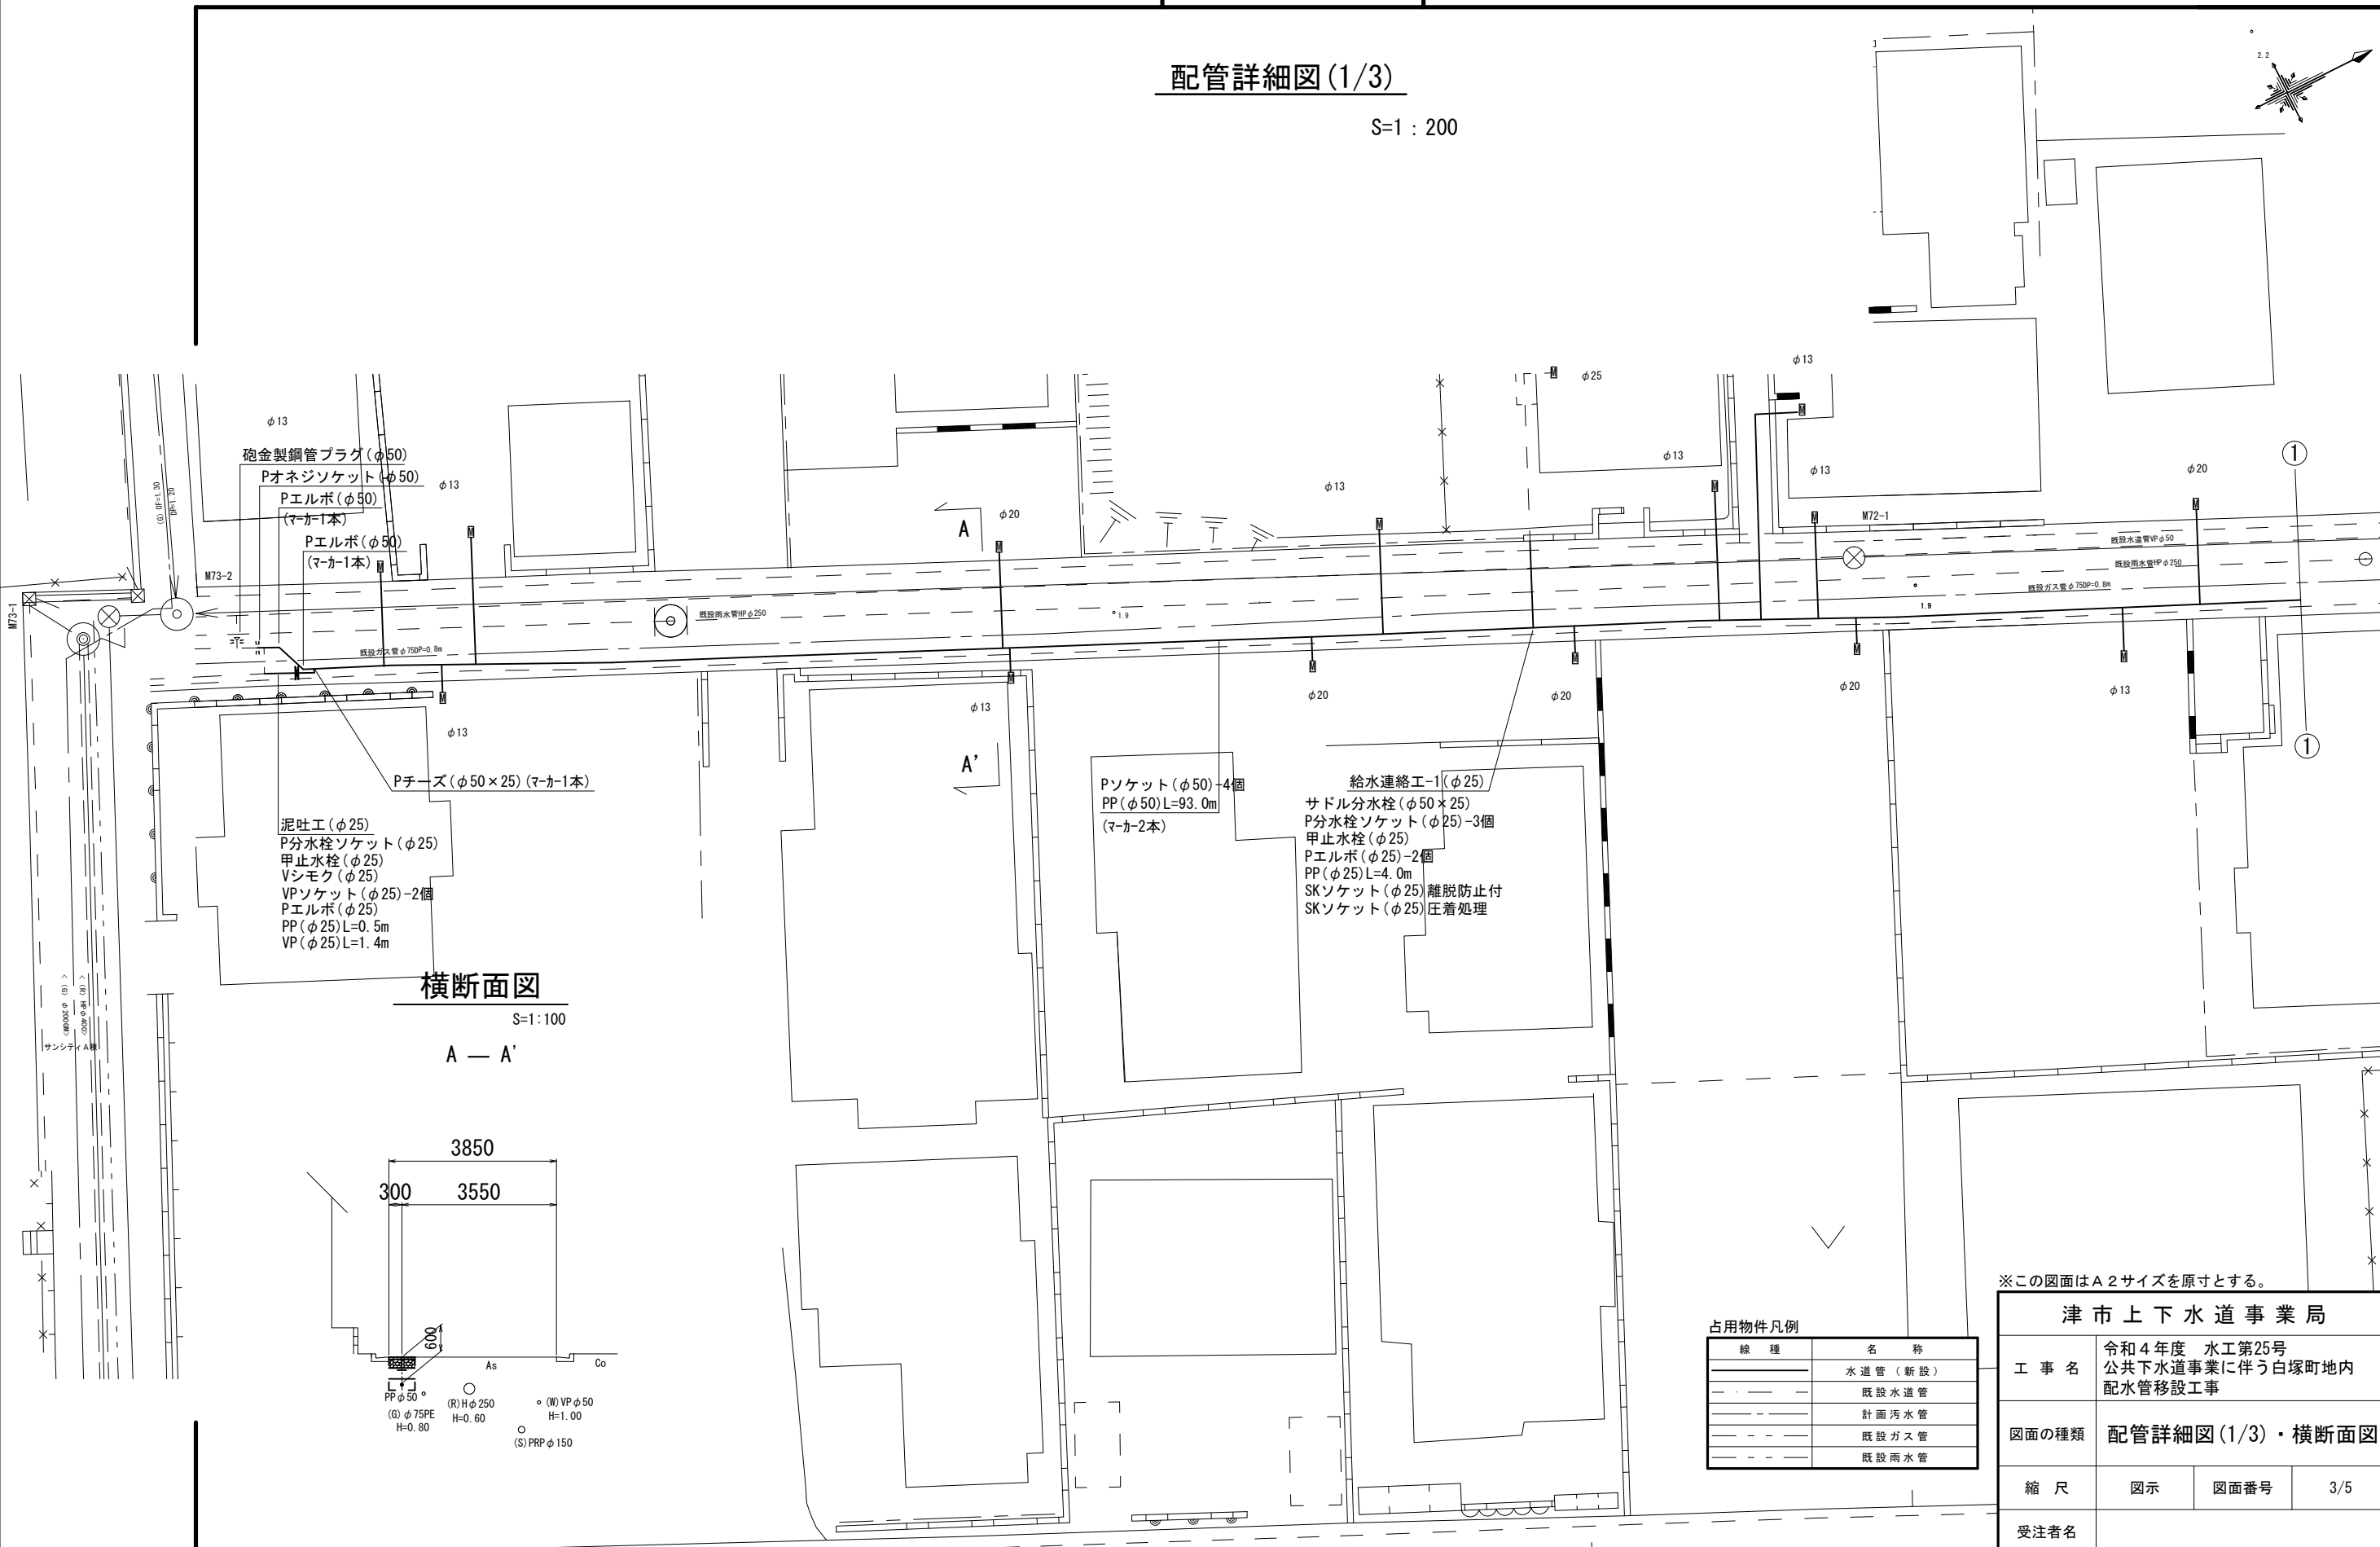 配管詳細図(1/3)
S=1：200
2.2
φ13
砲金製鋼管プラグ(φ50)
Pオネジソケット(φ50)
Pエルボ(φ50)
(マーカー1本)
Pエルボ(φ50)
(マーカー1本)
(G) OF=1.30
DP=1.20
φ13
M73-2
M73-1
既設ガス管φ75DP=0.8m
既設雨水管HPφ250
A
φ20
1.9
φ13
φ25
φ13
φ13
φ13
M72-1
φ20
①
既設水道管VPφ50
既設雨水管HPφ250
既設ガス管φ75DP=0.8m
1.9
φ13
φ13
φ20
φ20
φ20
φ13
①
A'
Pチーズ(φ50×25)(マーカー1本)
泥吐工(φ25)
P分水栓ソケット(φ25)
甲止水栓(φ25)
Vシモク(φ25)
VPソケット(φ25)-2個
Pエルボ(φ25)
PP(φ25)L=0.5m
VP(φ25)L=1.4m
Pソケット(φ50)-4個
PP(φ50)L=93.0m
(マーカー2本)
給水連絡工-1(φ25)
サドル分水栓(φ50×25)
P分水栓ソケット(φ25)-3個
甲止水栓(φ25)
Pエルボ(φ25)-2個
PP(φ25)L=4.0m
SKソケット(φ25)離脱防止付
SKソケット(φ25)圧着処理
サンシティA棟
横断面図
S=1:100
A — A'
3850
300
3550
600
As
Co
PPφ50
(G)φ75PE
H=0.80
(R)Hφ250
H=0.60
(W)VPφ50
H=1.00
(S)PRPφ150
占用物件凡例
線 種
名 称
水道管（新設）
既設水道管
計画汚水管
既設ガス管
既設雨水管
※この図面はA2サイズを原寸とする。
津市上下水道事業局
工事名
令和4年度 水工第25号
公共下水道事業に伴う白塚町地内
配水管移設工事
図面の種類
配管詳細図(1/3)・横断面図
縮 尺
図示
図面番号
3/5
受注者名